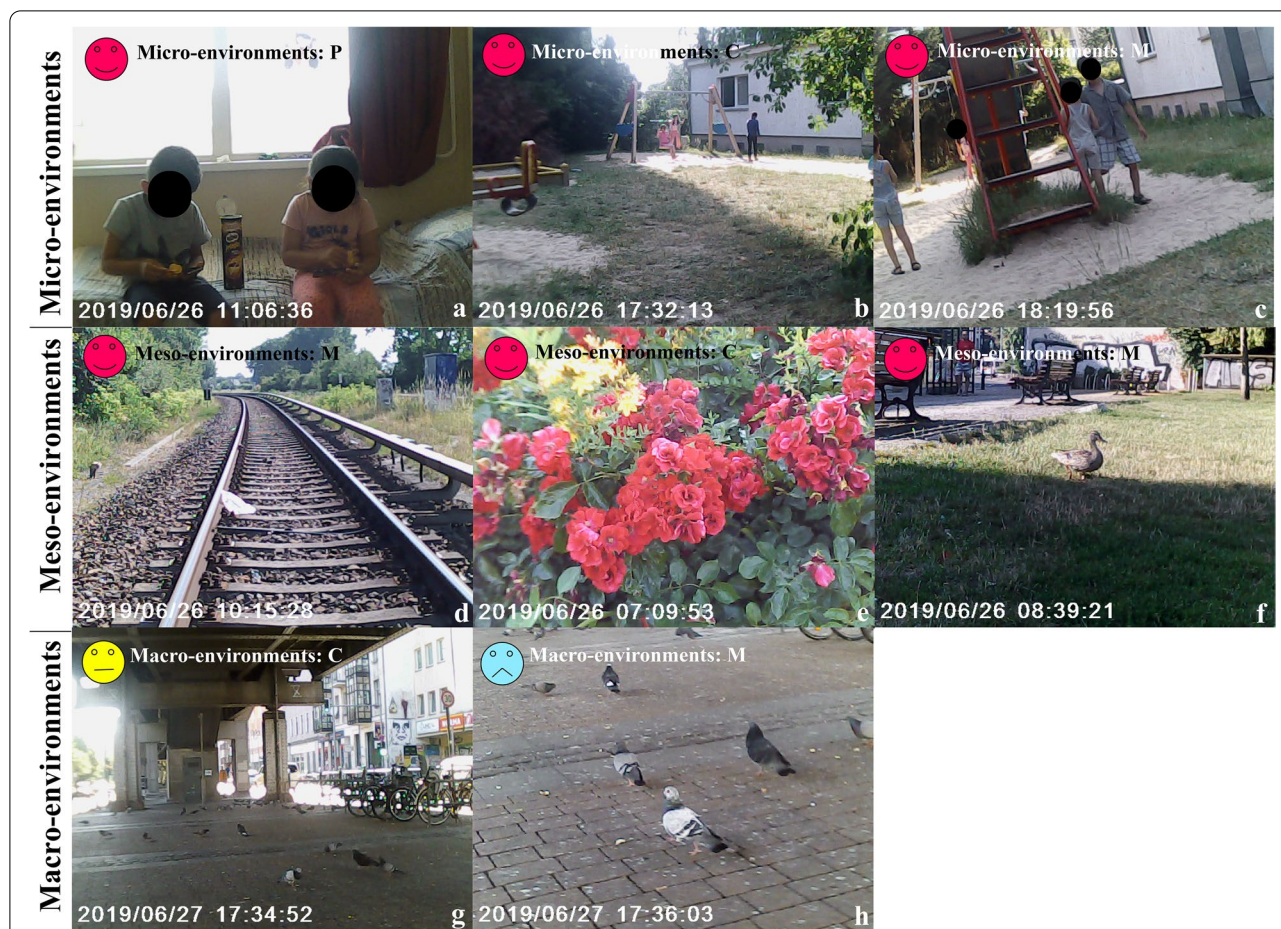 Micro-environments
Micro-environments: P
2019/06/26 11:06:36
a
Micro-environments: C
2019/06/26 17:32:13
b
Micro-environments: M
2019/06/26 18:19:56
c
Meso-environments
Meso-environments: M
2019/06/26 10:15:28
d
Meso-environments: C
2019/06/26 07:09:53
e
Meso-environments: M
2019/06/26 08:39:21
f
Macro-environments
Macro-environments: C
2019/06/27 17:34:52
g
Macro-environments: M
2019/06/27 17:36:03
h